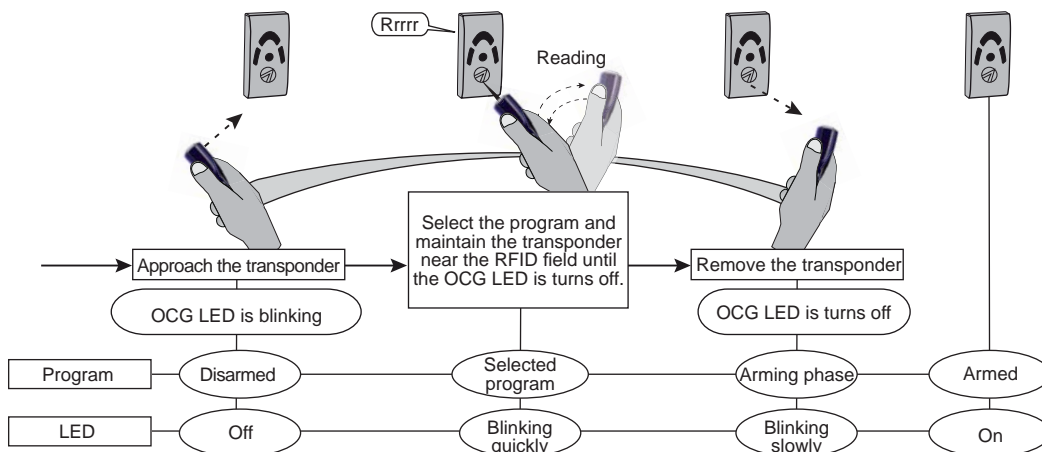 Rrrrr
Reading
Approach the transponder
Select the program and
maintain the transponder
near the RFID field until
the OCG LED is turns off.
Remove the transponder
OCG LED is blinking
OCG LED is turns off
Program
Disarmed
Selected
program
Arming phase
Armed
LED
Off
Blinking
quickly
Blinking
slowly
On